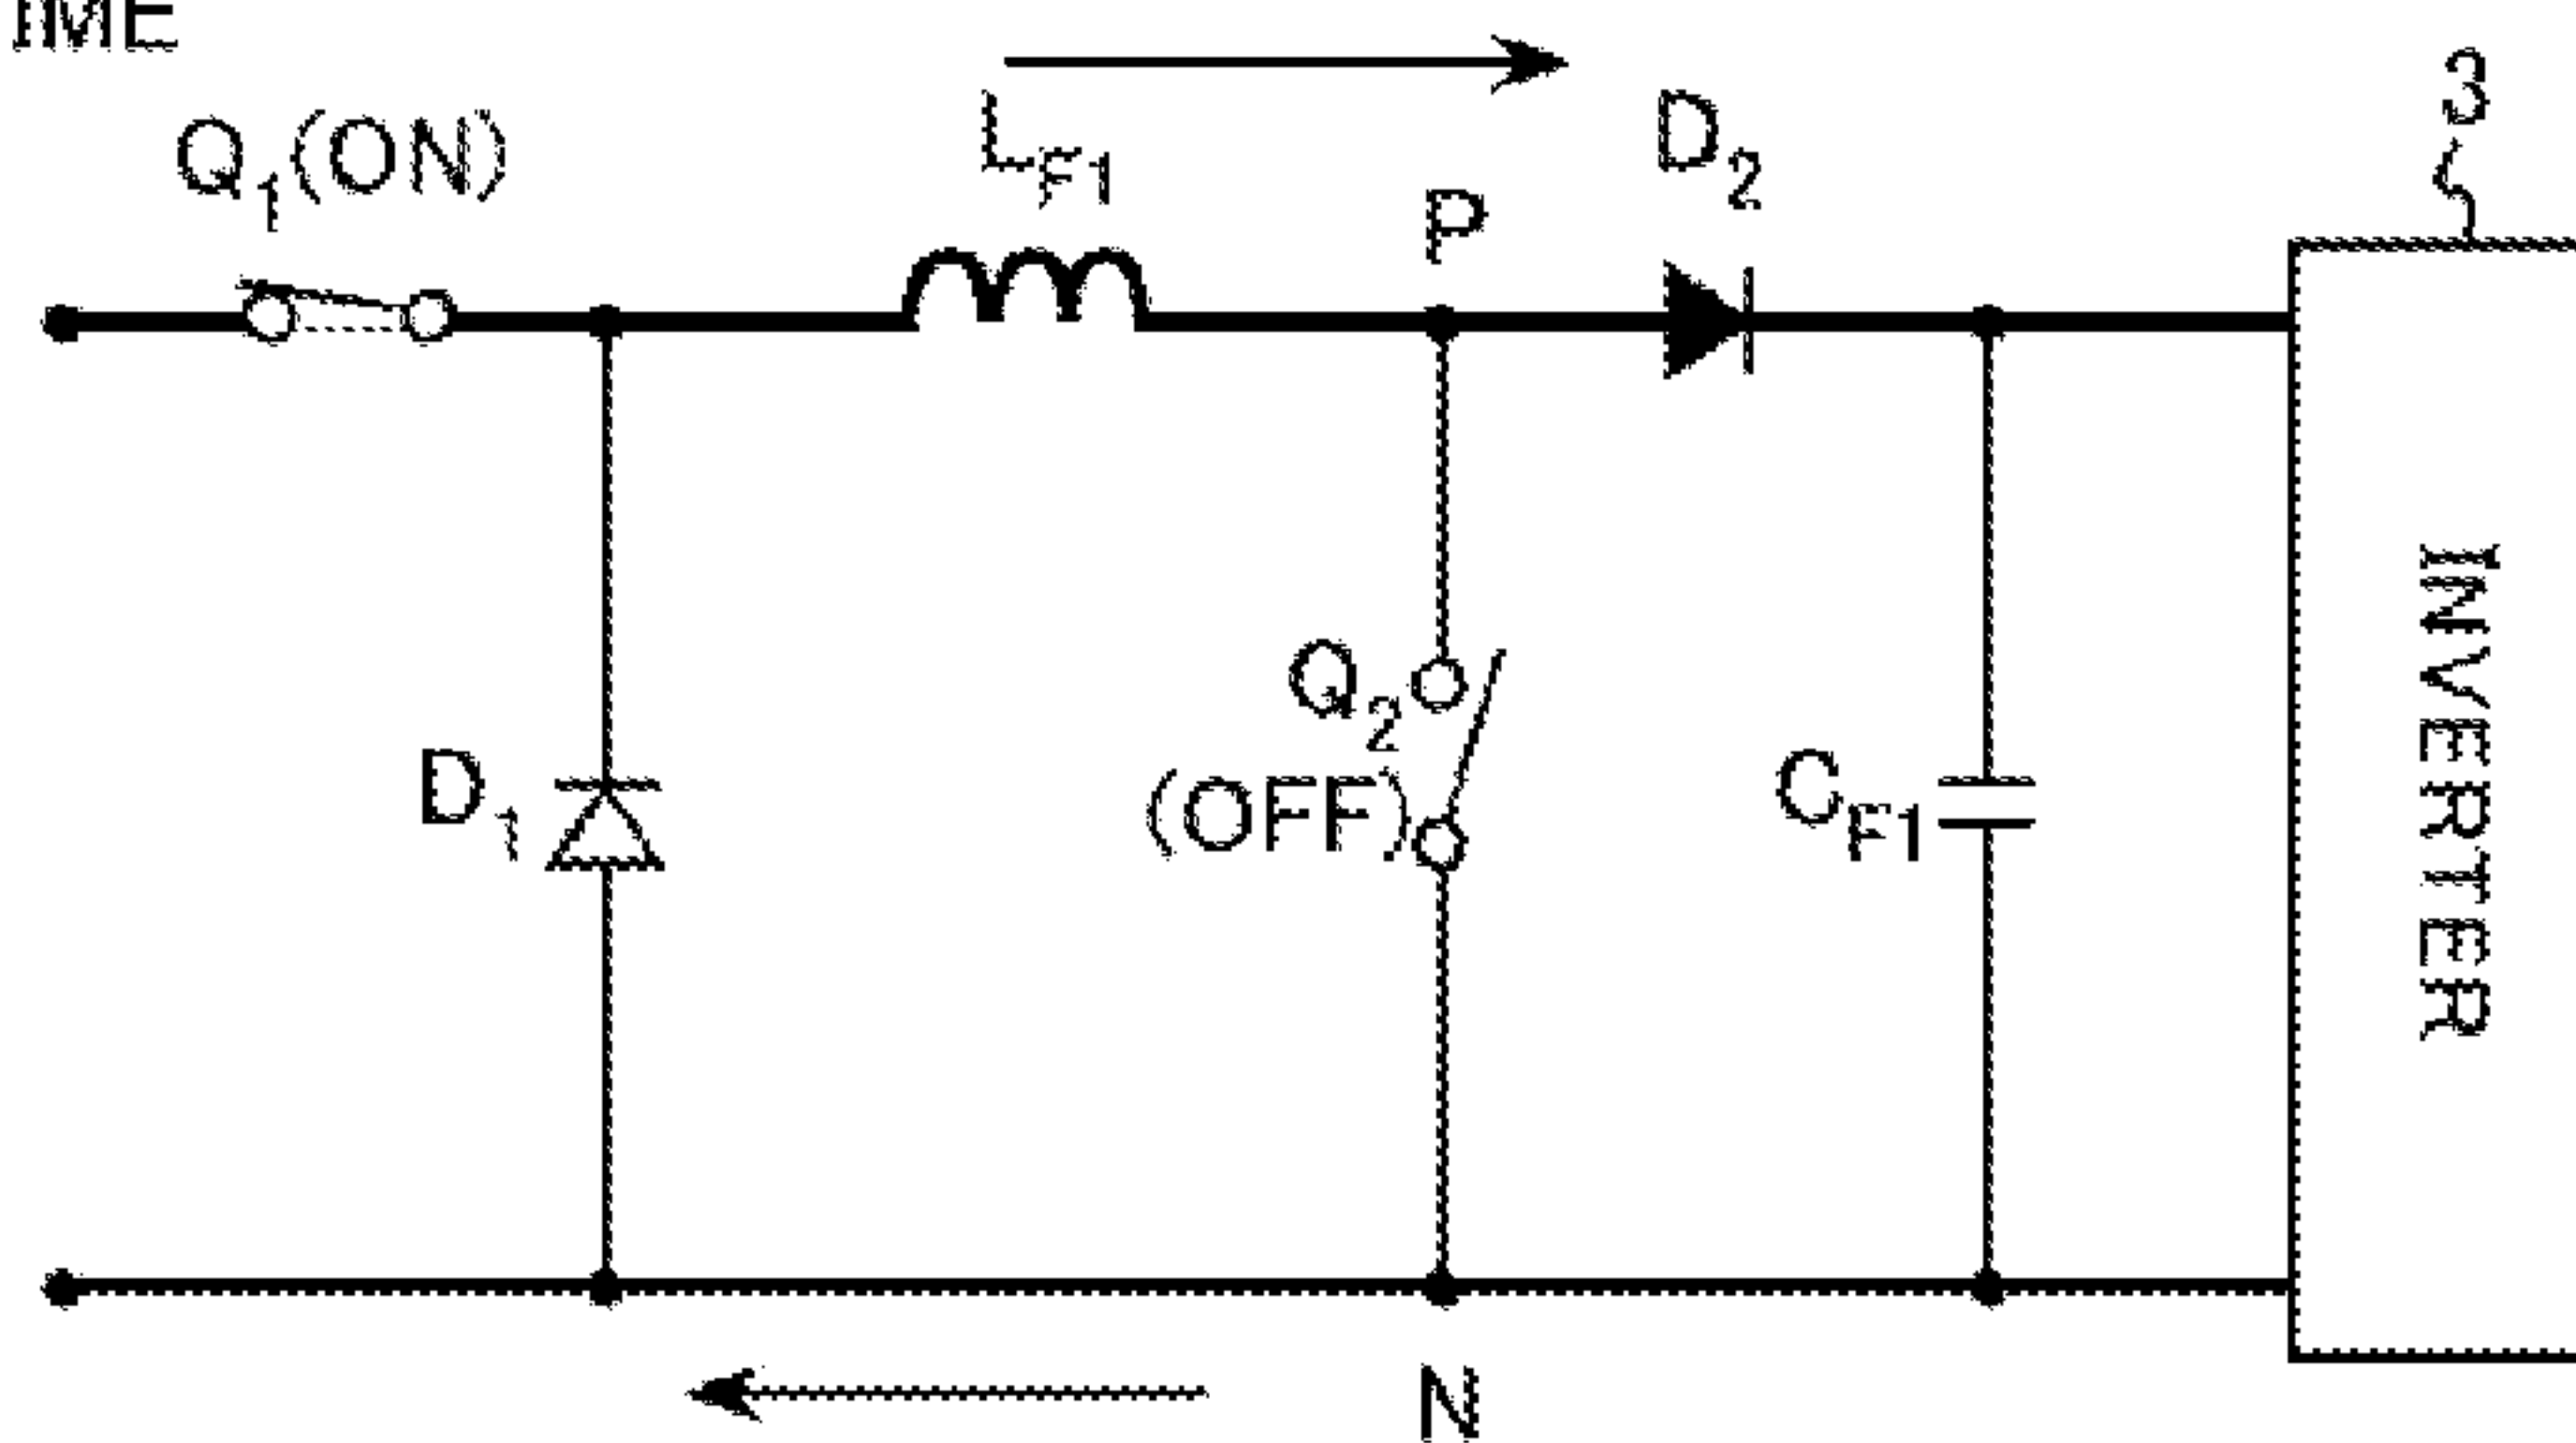 Q1(ON)
LF1
P
D2
3
D1
Q2
(OFF)
CF1
INVERTER
N